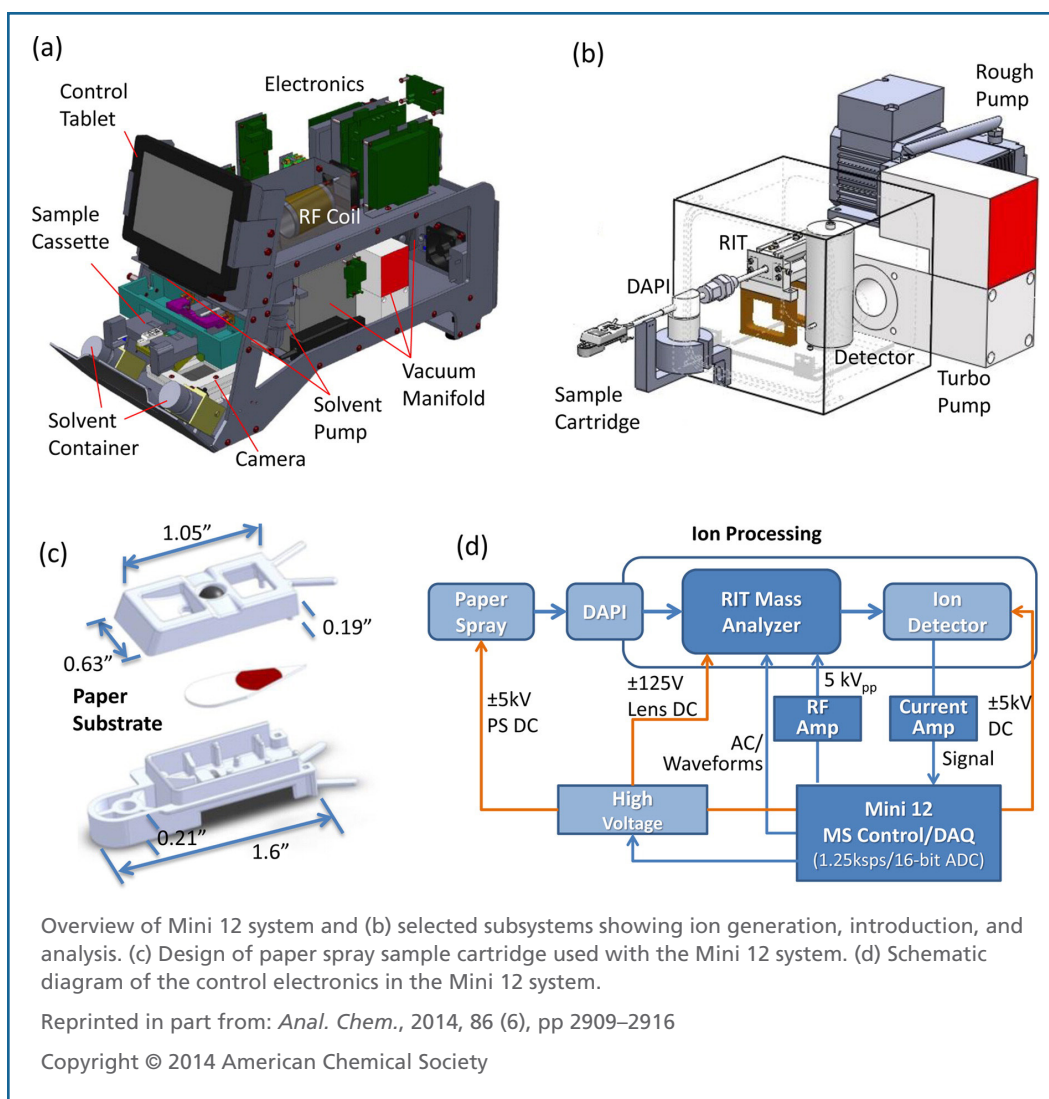 (a)
Control
Tablet
Electronics
RF Coil
Sample
Cassette
Solvent
Container
Camera
Solvent
Pump
Vacuum
Manifold
(b)
Rough
Pump
RIT
DAPI
Detector
Turbo
Pump
Sample
Cartridge
(c)
1.05”
0.19”
0.63”
Paper
Substrate
0.21”
1.6”
(d)
Ion Processing
Paper
Spray
DAPI
RIT Mass
Analyzer
Ion
Detector
±5kV
PS DC
±125V
Lens DC
5 kVpp
RF
Amp
Current
Amp
±5kV
DC
AC/
Waveforms
Signal
High
Voltage
Mini 12
MS Control/DAQ
(1.25ksps/16-bit ADC)
Overview of Mini 12 system and (b) selected subsystems showing ion generation, introduction, and
analysis. (c) Design of paper spray sample cartridge used with the Mini 12 system. (d) Schematic
diagram of the control electronics in the Mini 12 system.
Reprinted in part from: Anal. Chem., 2014, 86 (6), pp 2909–2916
Copyright © 2014 American Chemical Society